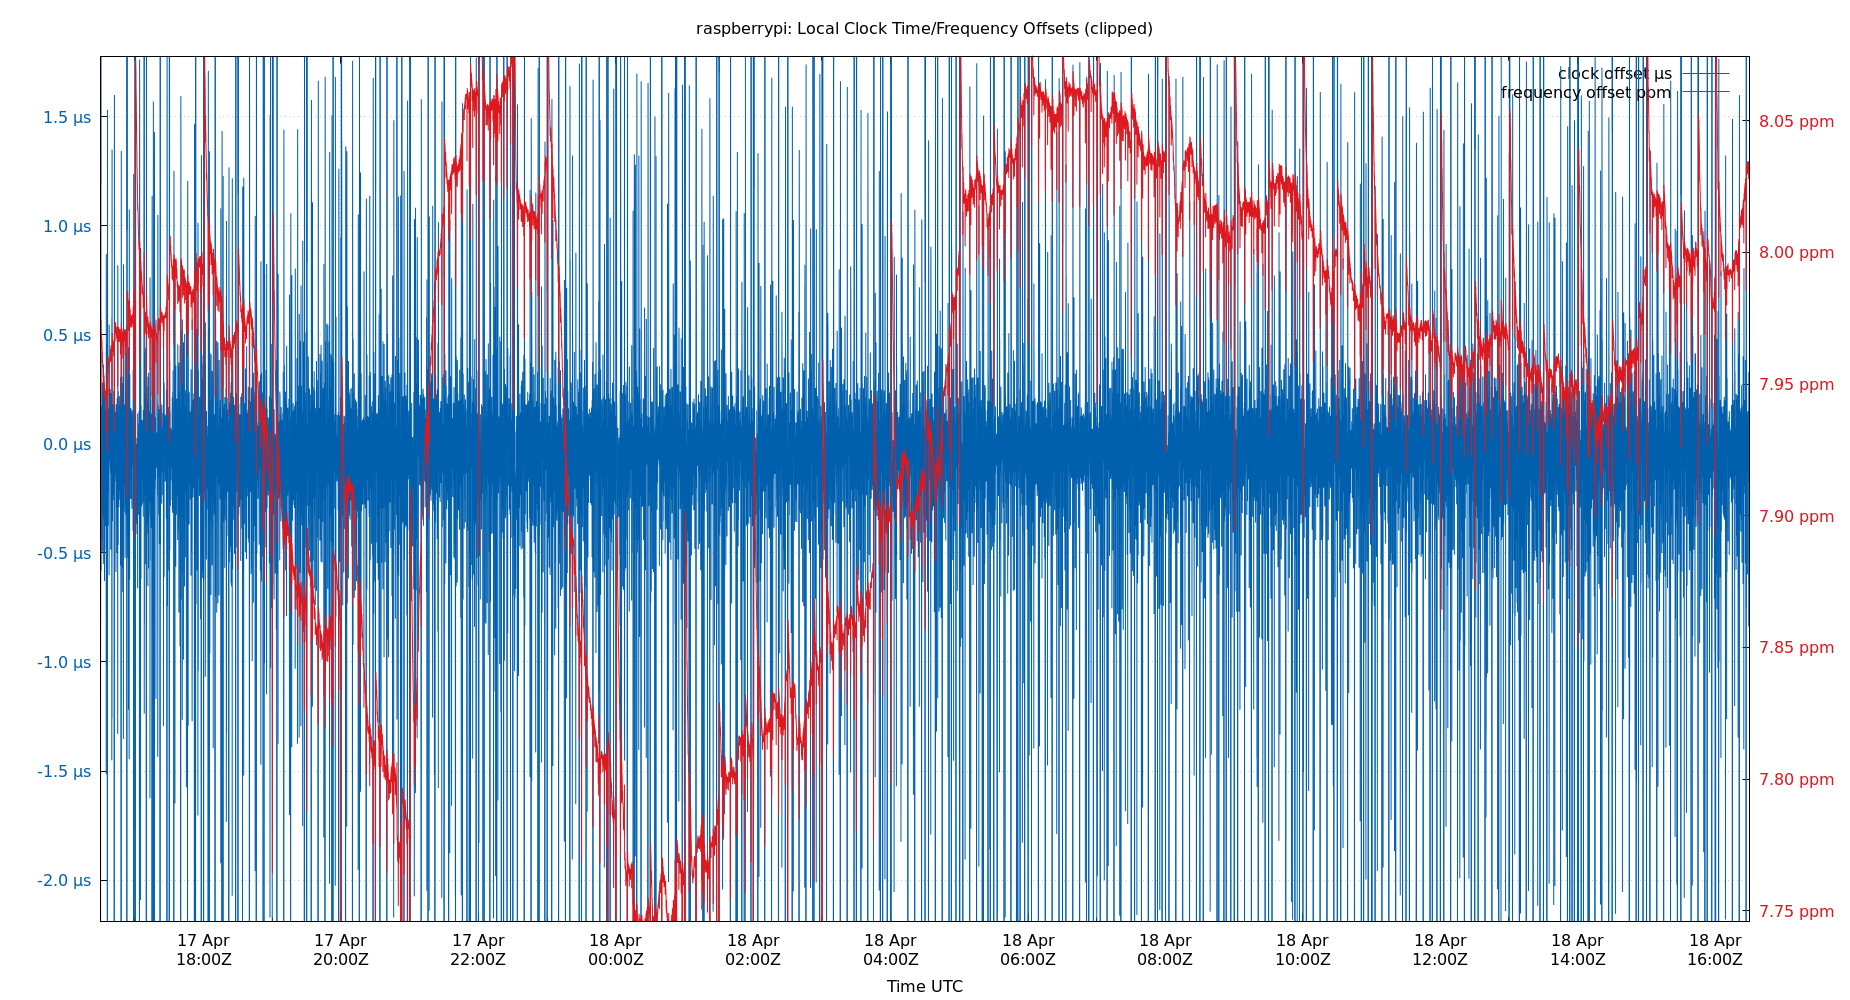 raspberrypi: Local Clock Time/Frequency Offsets (clipped)
clock offset µs
frequency offset ppm
1.5 µs
1.0 µs
0.5 µs
0.0 µs
-0.5 µs
-1.0 µs
-1.5 µs
-2.0 µs
8.05 ppm
8.00 ppm
7.95 ppm
7.90 ppm
7.85 ppm
7.80 ppm
7.75 ppm
17 Apr
18:00Z
17 Apr
20:00Z
17 Apr
22:00Z
18 Apr
00:00Z
18 Apr
02:00Z
18 Apr
04:00Z
18 Apr
06:00Z
18 Apr
08:00Z
18 Apr
10:00Z
18 Apr
12:00Z
18 Apr
14:00Z
18 Apr
16:00Z
Time UTC